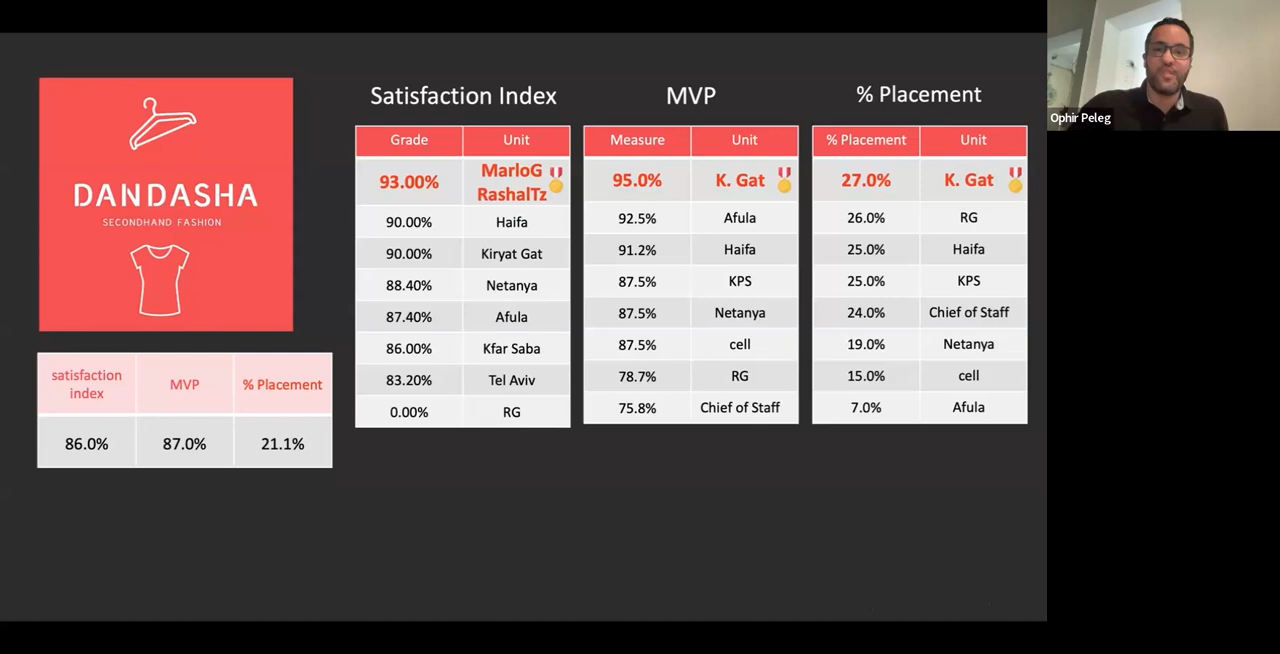 DANDASHA
SECONDHAND FASHION
satisfaction index MVP % Placement
86.0% 87.0% 21.1%
Satisfaction Index
Grade Unit
93.00% MarloG RashalTz
90.00% Haifa
90.00% Kiryat Gat
88.40% Netanya
87.40% Afula
86.00% Kfar Saba
83.20% Tel Aviv
0.00% RG
MVP
Measure Unit
95.0% K. Gat
92.5% Afula
91.2% Haifa
87.5% KPS
87.5% Netanya
87.5% cell
78.7% RG
75.8% Chief of Staff
% Placement
% Placement Unit
27.0% K. Gat
26.0% RG
25.0% Haifa
25.0% KPS
24.0% Chief of Staff
19.0% Netanya
15.0% cell
7.0% Afula
Ophir Peleg